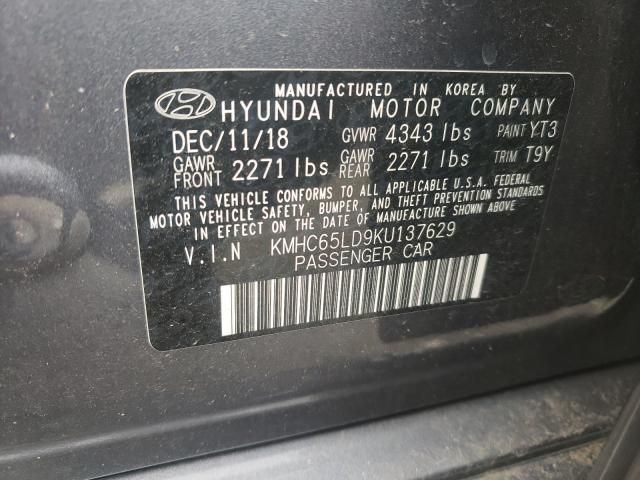 MANUFACTURED IN KOREA BY
HYUNDAI MOTOR COMPANY
DEC/11/18 GVWR 4343 lbs PAINT YT3
GAWR FRONT 2271 lbs GAWR REAR 2271 lbs TRIM T9Y
THIS VEHICLE CONFORMS TO ALL APPLICABLE U.S.A. FEDERAL
MOTOR VEHICLE SAFETY, BUMPER, AND THEFT PREVENTION STANDARDS
IN EFFECT ON THE DATE OF MANUFACTURE SHOWN ABOVE
V.I.N KMHC65LD9KU137629
PASSENGER CAR